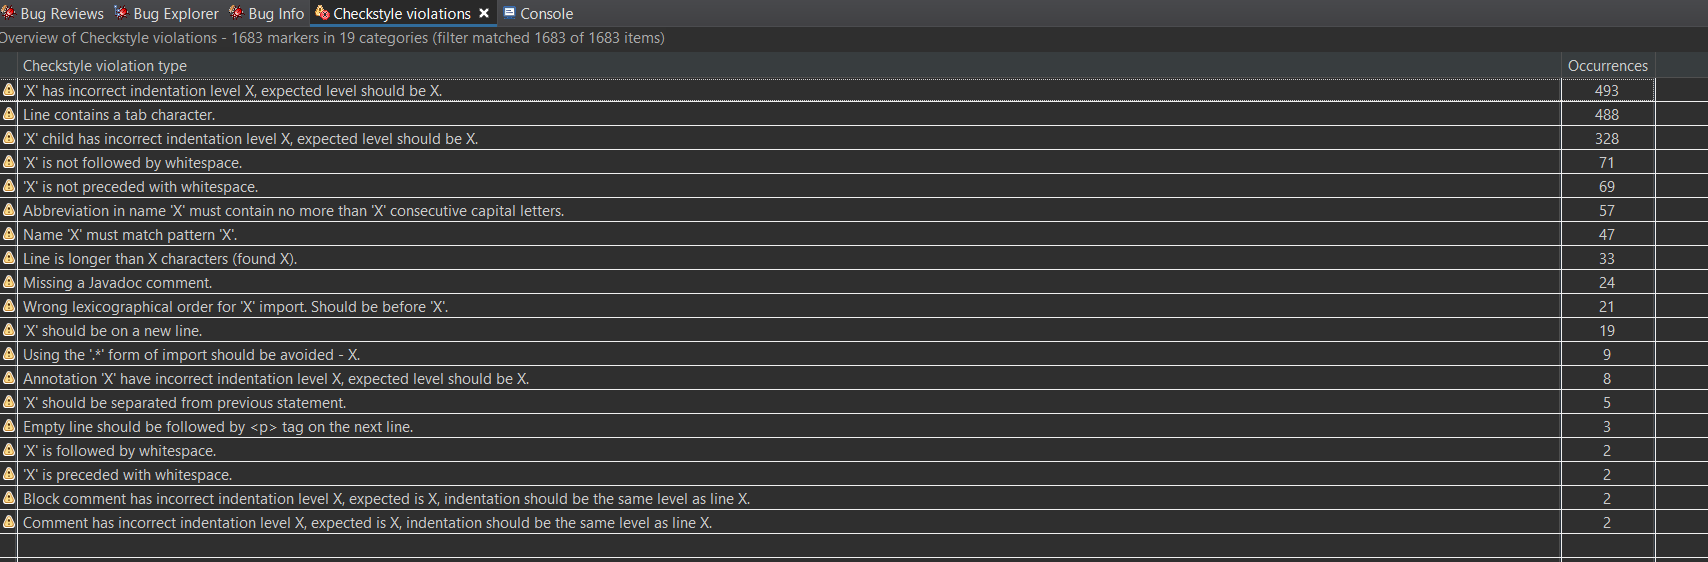 Bug Reviews Bug Explorer Bug Info Checkstyle violations Console
Overview of Checkstyle violations - 1683 markers in 19 categories (filter matched 1683 of 1683 items)
Checkstyle violation type Occurrences
'X' has incorrect indentation level X, expected level should be X. 493
Line contains a tab character. 488
'X' child has incorrect indentation level X, expected level should be X. 328
'X' is not followed by whitespace. 71
'X' is not preceded with whitespace. 69
Abbreviation in name 'X' must contain no more than 'X' consecutive capital letters. 57
Name 'X' must match pattern 'X'. 47
Line is longer than X characters (found X). 33
Missing a Javadoc comment. 24
Wrong lexicographical order for 'X' import. Should be before 'X'. 21
'X' should be on a new line. 19
Using the '.*' form of import should be avoided - X. 9
Annotation 'X' have incorrect indentation level X, expected level should be X. 8
'X' should be separated from previous statement. 5
Empty line should be followed by <p> tag on the next line. 3
'X' is followed by whitespace. 2
'X' is preceded with whitespace. 2
Block comment has incorrect indentation level X, expected is X, indentation should be the same level as line X. 2
Comment has incorrect indentation level X, expected is X, indentation should be the same level as line X. 2